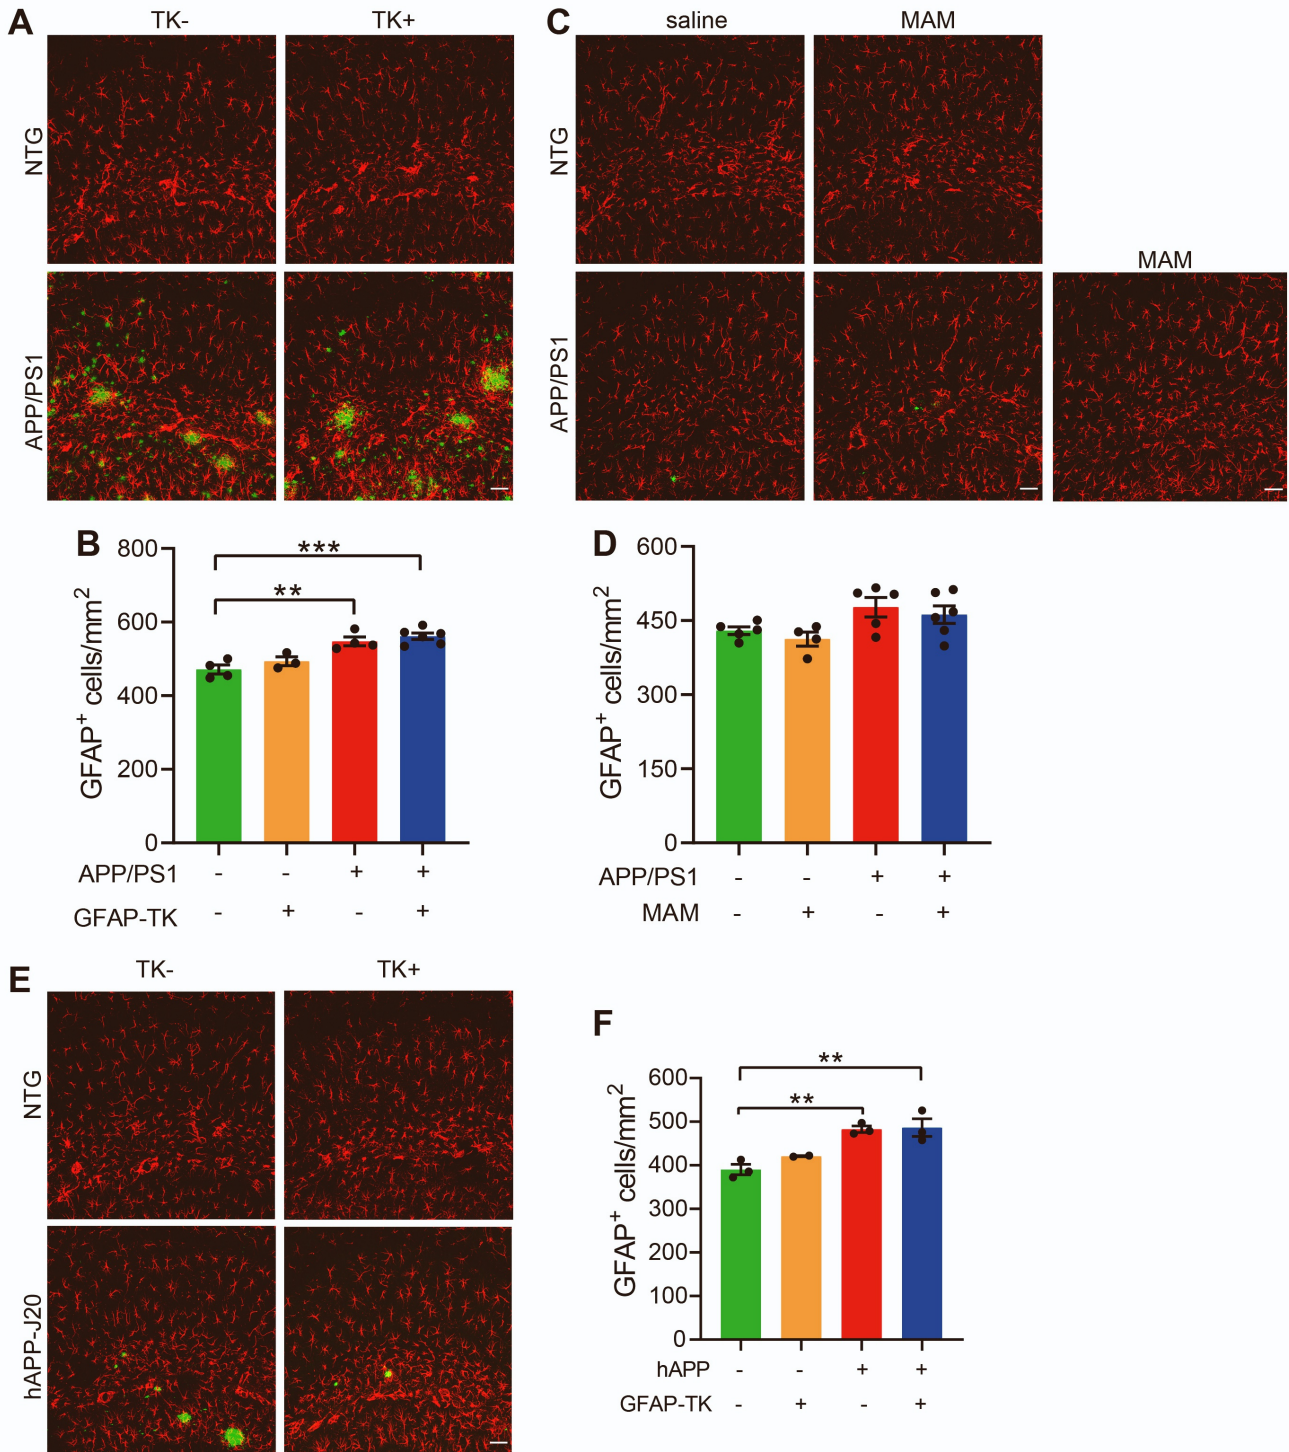 A
TK-
TK+
NTG
APP/PS1
C
saline
MAM
NTG
APP/PS1
MAM
B
GFAP+ cells/mm2
800
600
400
200
0
***
**
APP/PS1 - - + +
GFAP-TK - + - +
D
GFAP+ cells/mm2
600
450
300
150
0
APP/PS1 - - + +
MAM - + - +
E
TK-
TK+
NTG
hAPP-J20
F
GFAP+ cells/mm2
600
500
400
300
200
100
0
**
**
hAPP - - + +
GFAP-TK - + - +